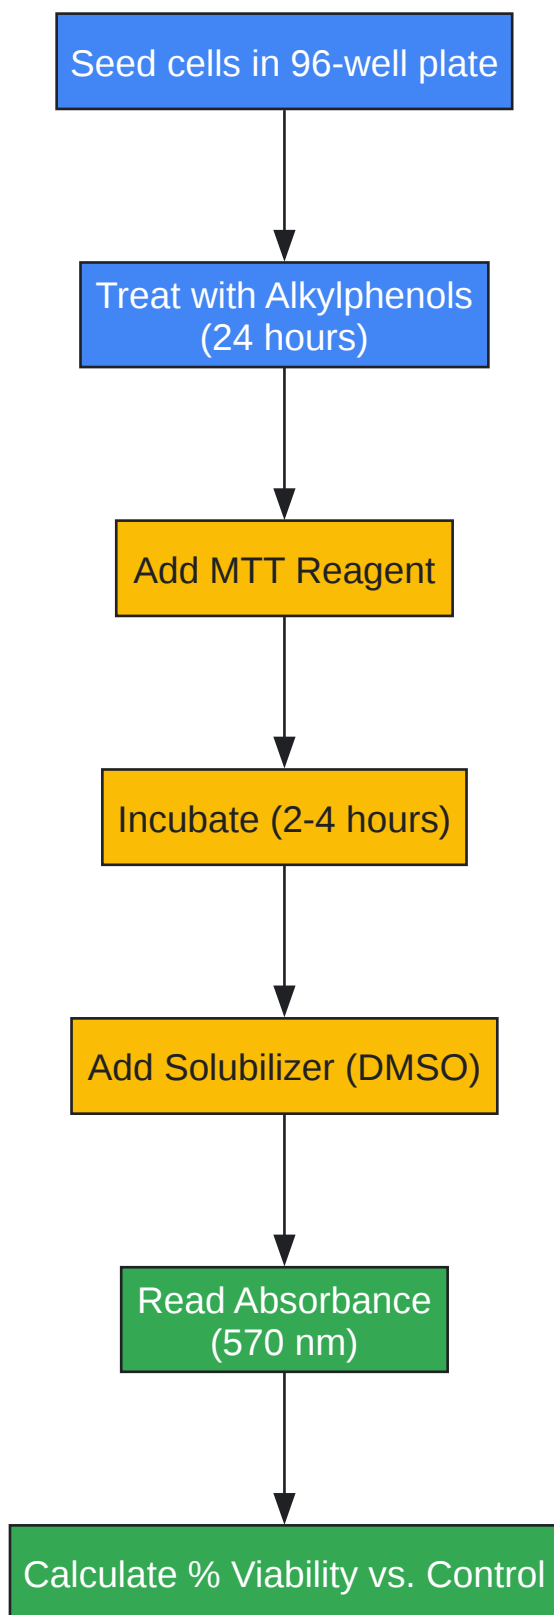 Seed cells in 96-well plate
Treat with Alkylphenols
(24 hours)
Add MTT Reagent
Incubate (2-4 hours)
Add Solubilizer (DMSO)
Read Absorbance
(570 nm)
Calculate % Viability vs. Control